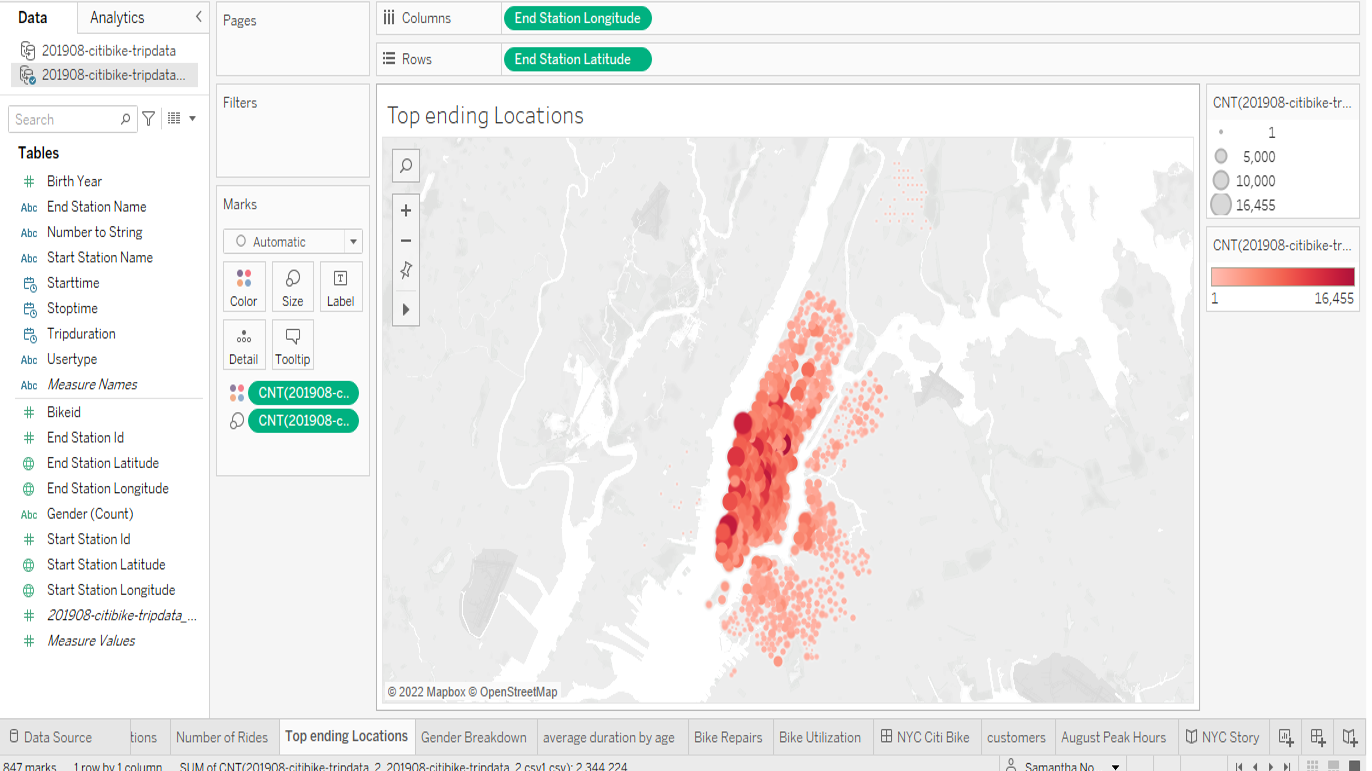 Data
Analytics
201908-citibike-tripdata
201908-citibike-tripdata...
Search
Tables
Birth Year
Abc End Station Name
Abc Number to String
Abc Start Station Name
Starttime
Stoptime
Tripduration
Abc Usertype
Abc Measure Names
Bikeid
End Station Id
End Station Latitude
End Station Longitude
Abc Gender (Count)
Start Station Id
Start Station Latitude
Start Station Longitude
201908-citibike-tripdata_...
Measure Values
Pages
Filters
Marks
Automatic
Color
Size
Label
Detail
Tooltip
CNT(201908-c..
CNT(201908-c..
Columns
End Station Longitude
Rows
End Station Latitude
Top ending Locations
© 2022 Mapbox © OpenStreetMap
CNT(201908-citibike-tr...
1
5,000
10,000
16,455
CNT(201908-citibike-tr...
1
16,455
Data Source
tions
Number of Rides
Top ending Locations
Gender Breakdown
average duration by age
Bike Repairs
Bike Utilization
NYC Citi Bike
customers
August Peak Hours
NYC Story
847 marks
1 row by 1 column
SUM of CNT(201908-citibike-tripdata_2_201908-citibike-tripdata_2.csv1.csv): 2,344,224
Samantha No...